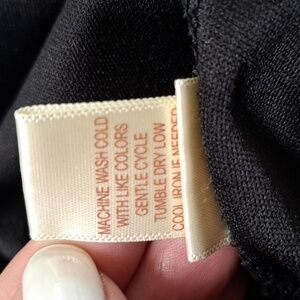 MACHINE WASH COLD
WITH LIKE COLORS
GENTLE CYCLE
TUMBLE DRY LOW
COOL IRON IF NEEDED